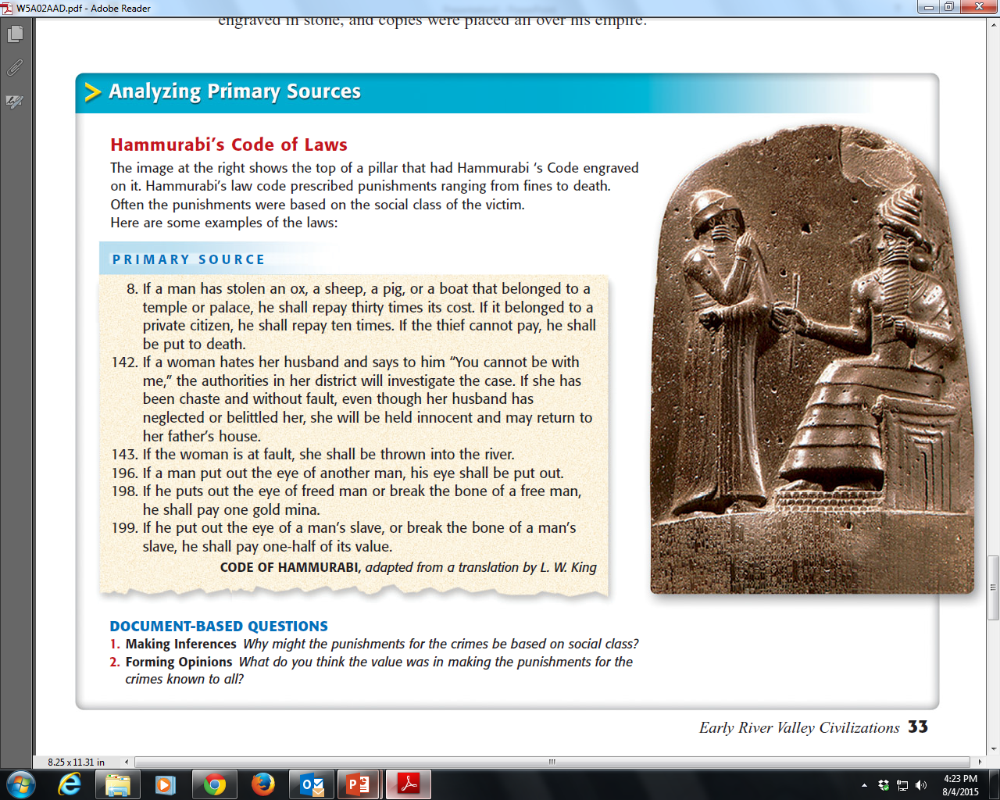 W5A02AAD.pdf - Adobe Reader
engraved in stone, and copies were placed all over his empire.
Analyzing Primary Sources
Hammurabi's Code of Laws
The image at the right shows the top of a pillar that had Hammurabi 's Code engraved
on it. Hammurabi's law code prescribed punishments ranging from fines to death.
Often the punishments were based on the social class of the victim.
Here are some examples of the laws:
PRIMARY SOURCE
8. If a man has stolen an ox, a sheep, a pig, or a boat that belonged to a
temple or palace, he shall repay thirty times its cost. If it belonged to a
private citizen, he shall repay ten times. If the thief cannot pay, he shall
be put to death.
142. If a woman hates her husband and says to him “You cannot be with
me,” the authorities in her district will investigate the case. If she has
been chaste and without fault, even though her husband has
neglected or belittled her, she will be held innocent and may return to
her father's house.
143. If the woman is at fault, she shall be thrown into the river.
196. If a man put out the eye of another man, his eye shall be put out.
198. If he puts out the eye of freed man or break the bone of a free man,
he shall pay one gold mina.
199. If he put out the eye of a man's slave, or break the bone of a man's
slave, he shall pay one-half of its value.
CODE OF HAMMURABI, adapted from a translation by L. W. King
DOCUMENT-BASED QUESTIONS
1. Making Inferences Why might the punishments for the crimes be based on social class?
2. Forming Opinions What do you think the value was in making the punishments for the
crimes known to all?
Early River Valley Civilizations 33
8.25 x 11.31 in
4:23 PM
8/4/2015